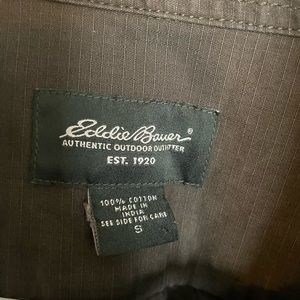 Eddie Bauer®
AUTHENTIC OUTDOOR OUTFITTER
EST. 1920
100% COTTON
MADE IN
INDIA
SEE SIDE FOR CARE
S